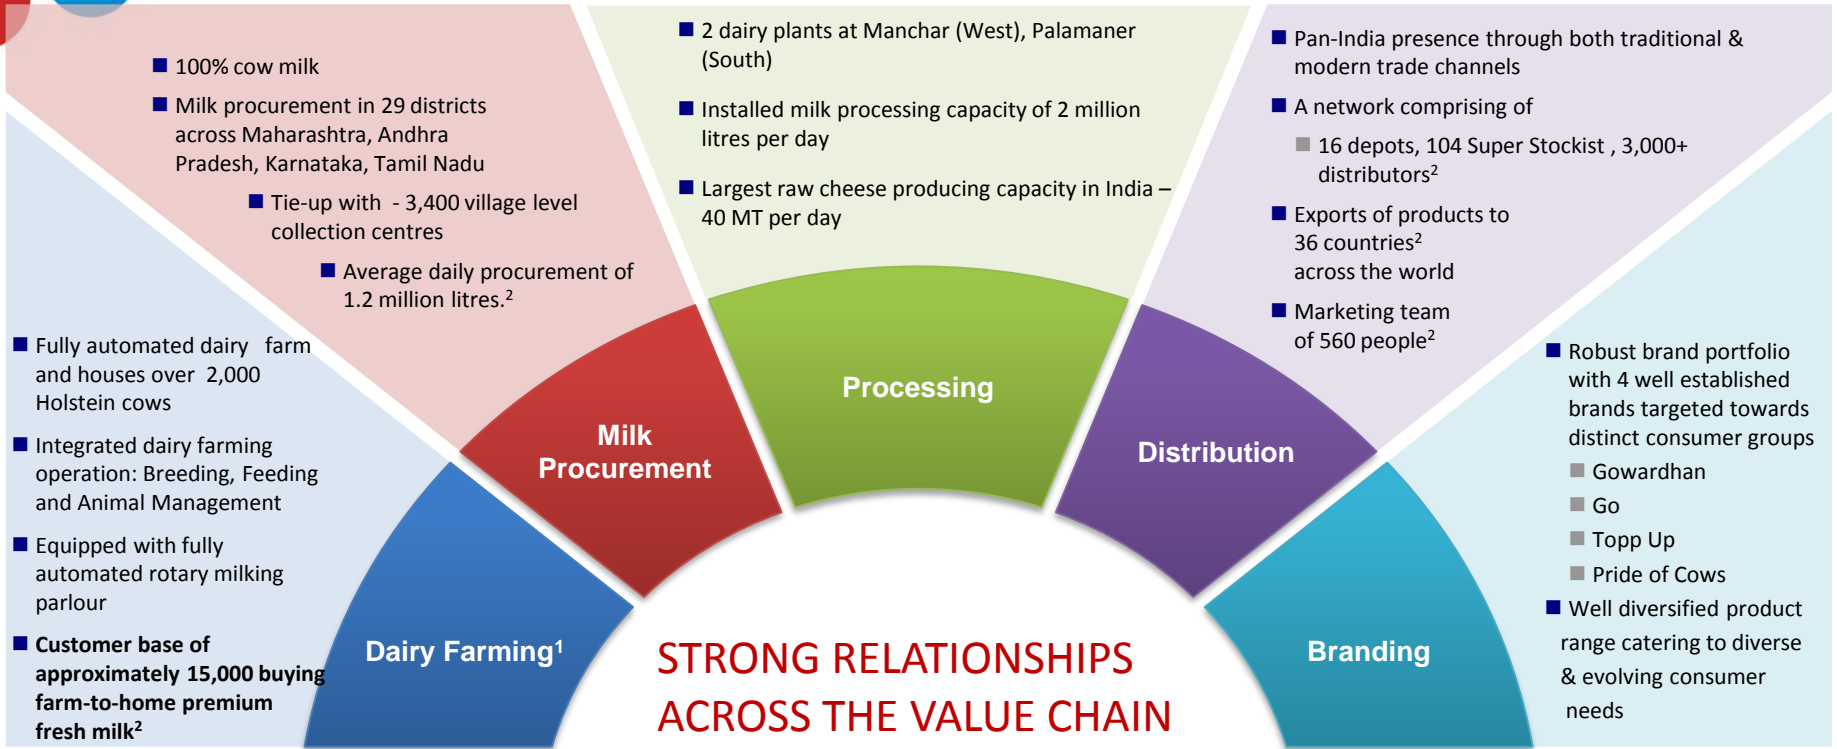 ■ Fully automated dairy farm
and houses over 2,000
Holstein cows
■ Integrated dairy farming
operation: Breeding, Feeding
and Animal Management
■ Equipped with fully
automated rotary milking
parlour
■ Customer base of
approximately 15,000 buying
farm-to-home premium
fresh milk²
Dairy Farming¹
■ 100% cow milk
■ Milk procurement in 29 districts
across Maharashtra, Andhra
Pradesh, Karnataka, Tamil Nadu
■ Tie-up with - 3,400 village level
collection centres
■ Average daily procurement of
1.2 million litres.²
Milk
Procurement
■ 2 dairy plants at Manchar (West), Palamaner
(South)
■ Installed milk processing capacity of 2 million
litres per day
■ Largest raw cheese producing capacity in India –
40 MT per day
Processing
■ Pan-India presence through both traditional &
modern trade channels
■ A network comprising of
■ 16 depots, 104 Super Stockist , 3,000+
distributors²
■ Exports of products to
36 countries²
across the world
■ Marketing team
of 560 people²
Distribution
■ Robust brand portfolio
with 4 well established
brands targeted towards
distinct consumer groups
■ Gowardhan
■ Go
■ Topp Up
■ Pride of Cows
■ Well diversified product
range catering to diverse
& evolving consumer
needs
Branding
STRONG RELATIONSHIPS
ACROSS THE VALUE CHAIN